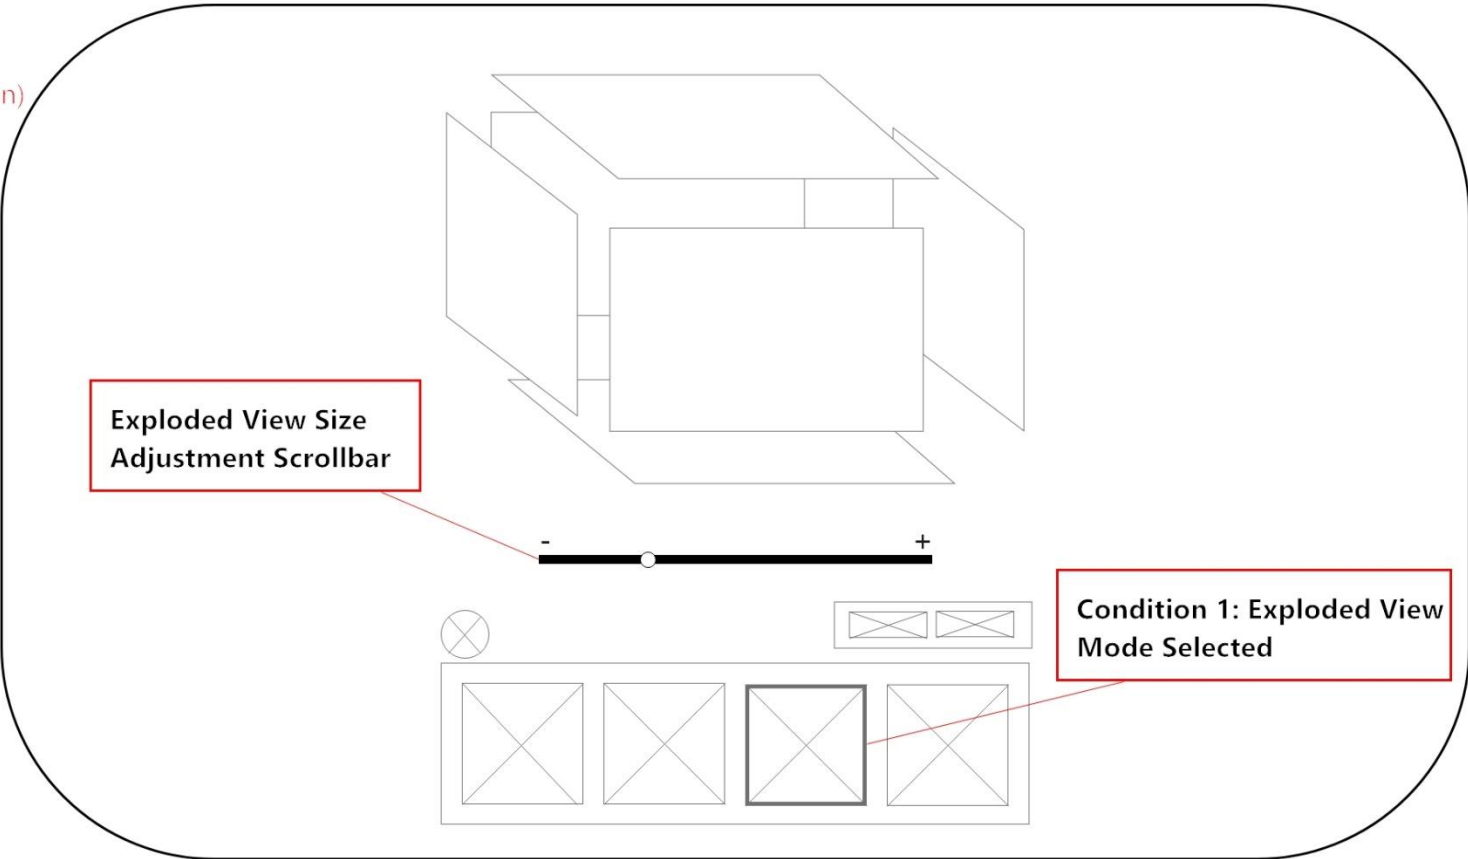 n)
Exploded View Size
Adjustment Scrollbar
- +
Condition 1: Exploded View
Mode Selected